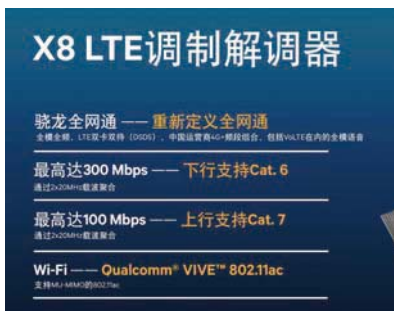 X8 LTE调制解调器
骁龙全网通 —— 重新定义全网通
全模全频，LTE双卡双待（DSDS），中国运营商4G+频段组合，包括VoLTE在内的全模语音
最高达300 Mbps —— 下行支持Cat. 6
通过2x20MHz载波聚合
最高达100 Mbps —— 上行支持Cat. 7
通过2x20MHz载波聚合
Wi-Fi —— Qualcomm® VIVE™ 802.11ac
支持MU-MIMO的802.11ac